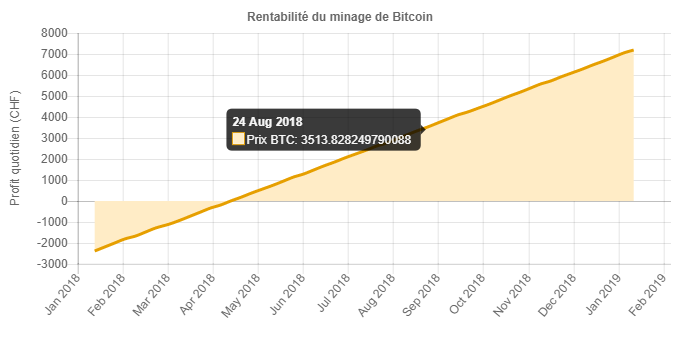 Rentabilité du minage de Bitcoin
Profit quotidien (CHF)
8000
7000
6000
5000
4000
3000
2000
1000
0
-1000
-2000
-3000
24 Aug 2018
Prix BTC: 3513.828249790088
Jan 2018
Feb 2018
Mar 2018
Apr 2018
May 2018
Jun 2018
Jul 2018
Aug 2018
Sep 2018
Oct 2018
Nov 2018
Dec 2018
Jan 2019
Feb 2019